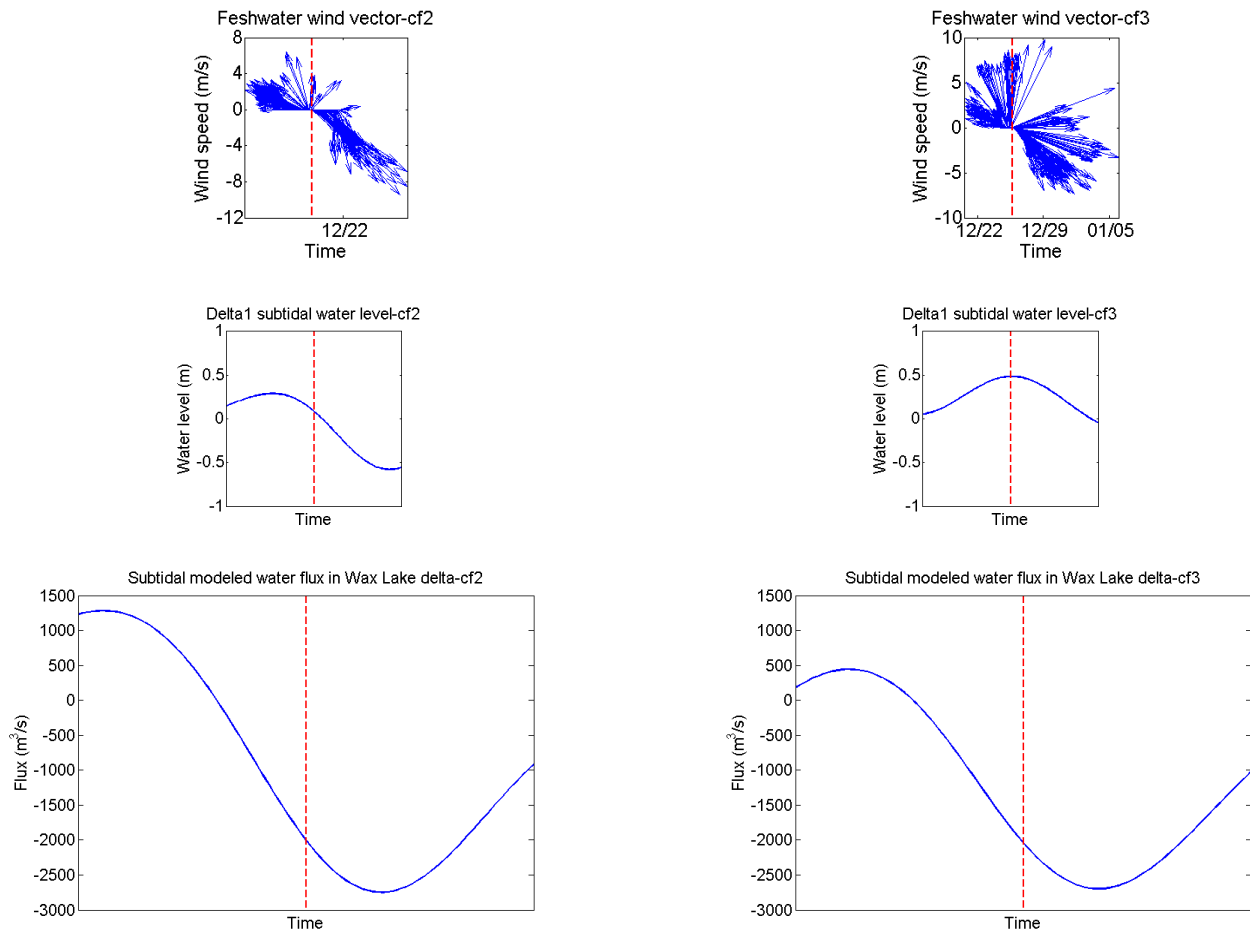 Feshwater wind vector-cf2
8
4
0
-4
-8
-12
Wind speed (m/s)
12/22
Time
Feshwater wind vector-cf3
10
5
0
-5
-10
Wind speed (m/s)
12/22 12/29 01/05
Time
Delta1 subtidal water level-cf2
1
0.5
0
-0.5
-1
Water level (m)
Time
Delta1 subtidal water level-cf3
1
0.5
0
-0.5
-1
Water level (m)
Time
Subtidal modeled water flux in Wax Lake delta-cf2
1500
1000
500
0
-500
-1000
-1500
-2000
-2500
-3000
Flux (m³/s)
Time
Subtidal modeled water flux in Wax Lake delta-cf3
1500
1000
500
0
-500
-1000
-1500
-2000
-2500
-3000
Flux (m³/s)
Time